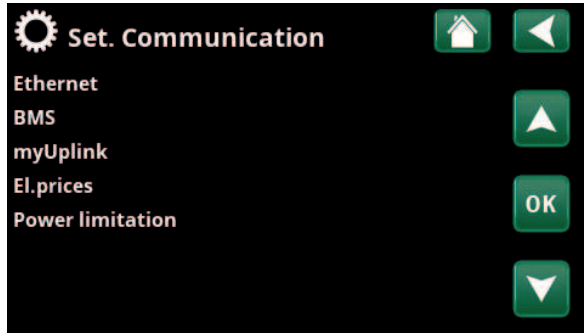 Set. Communication
Ethernet
BMS
myUplink
El.prices
OK
Power limitation